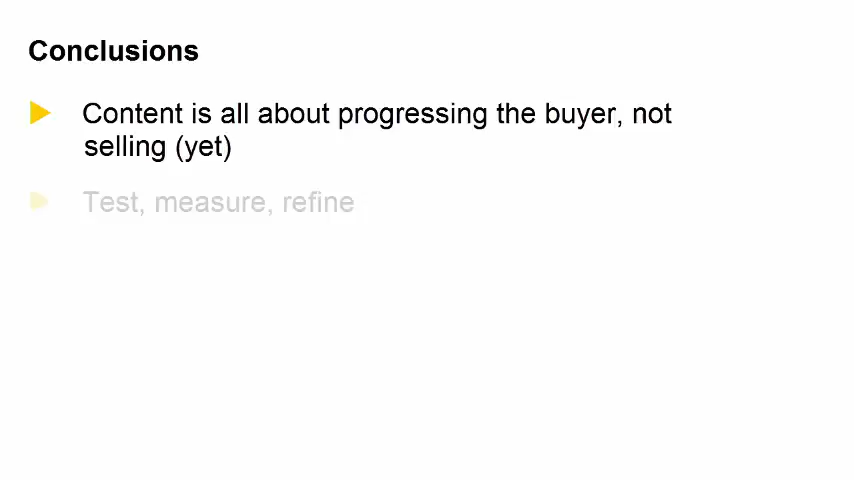 Conclusions
Content is all about progressing the buyer, not
selling (yet)
Test, measure, refine